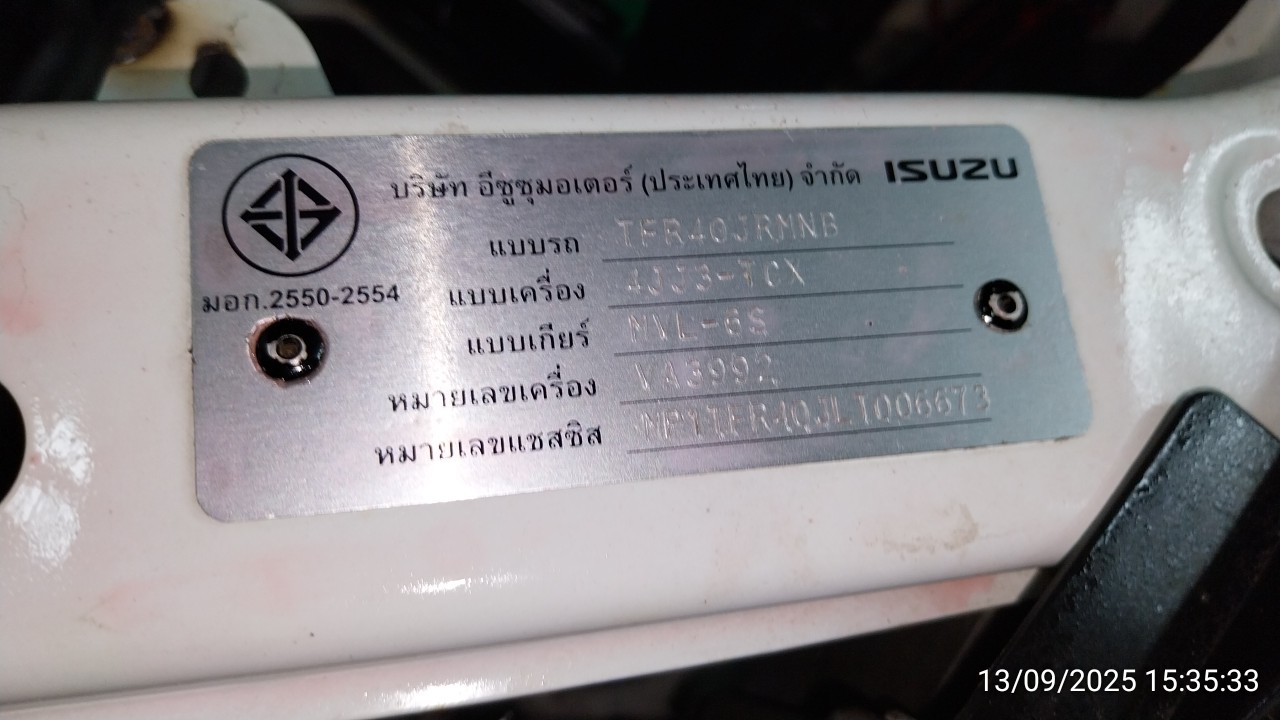 บริษัท อีซูซุมอเตอร์ (ประเทศไทย) จำกัด ISUZU
แบบรถ TFR40JRMNB
มอก.2550-2554
แบบเครื่อง 4JJ3-TCX
แบบเกียร์ MVL-6S
หมายเลขเครื่อง VA3992
หมายเลขแชสซิส
13/09/2025 15:35:33